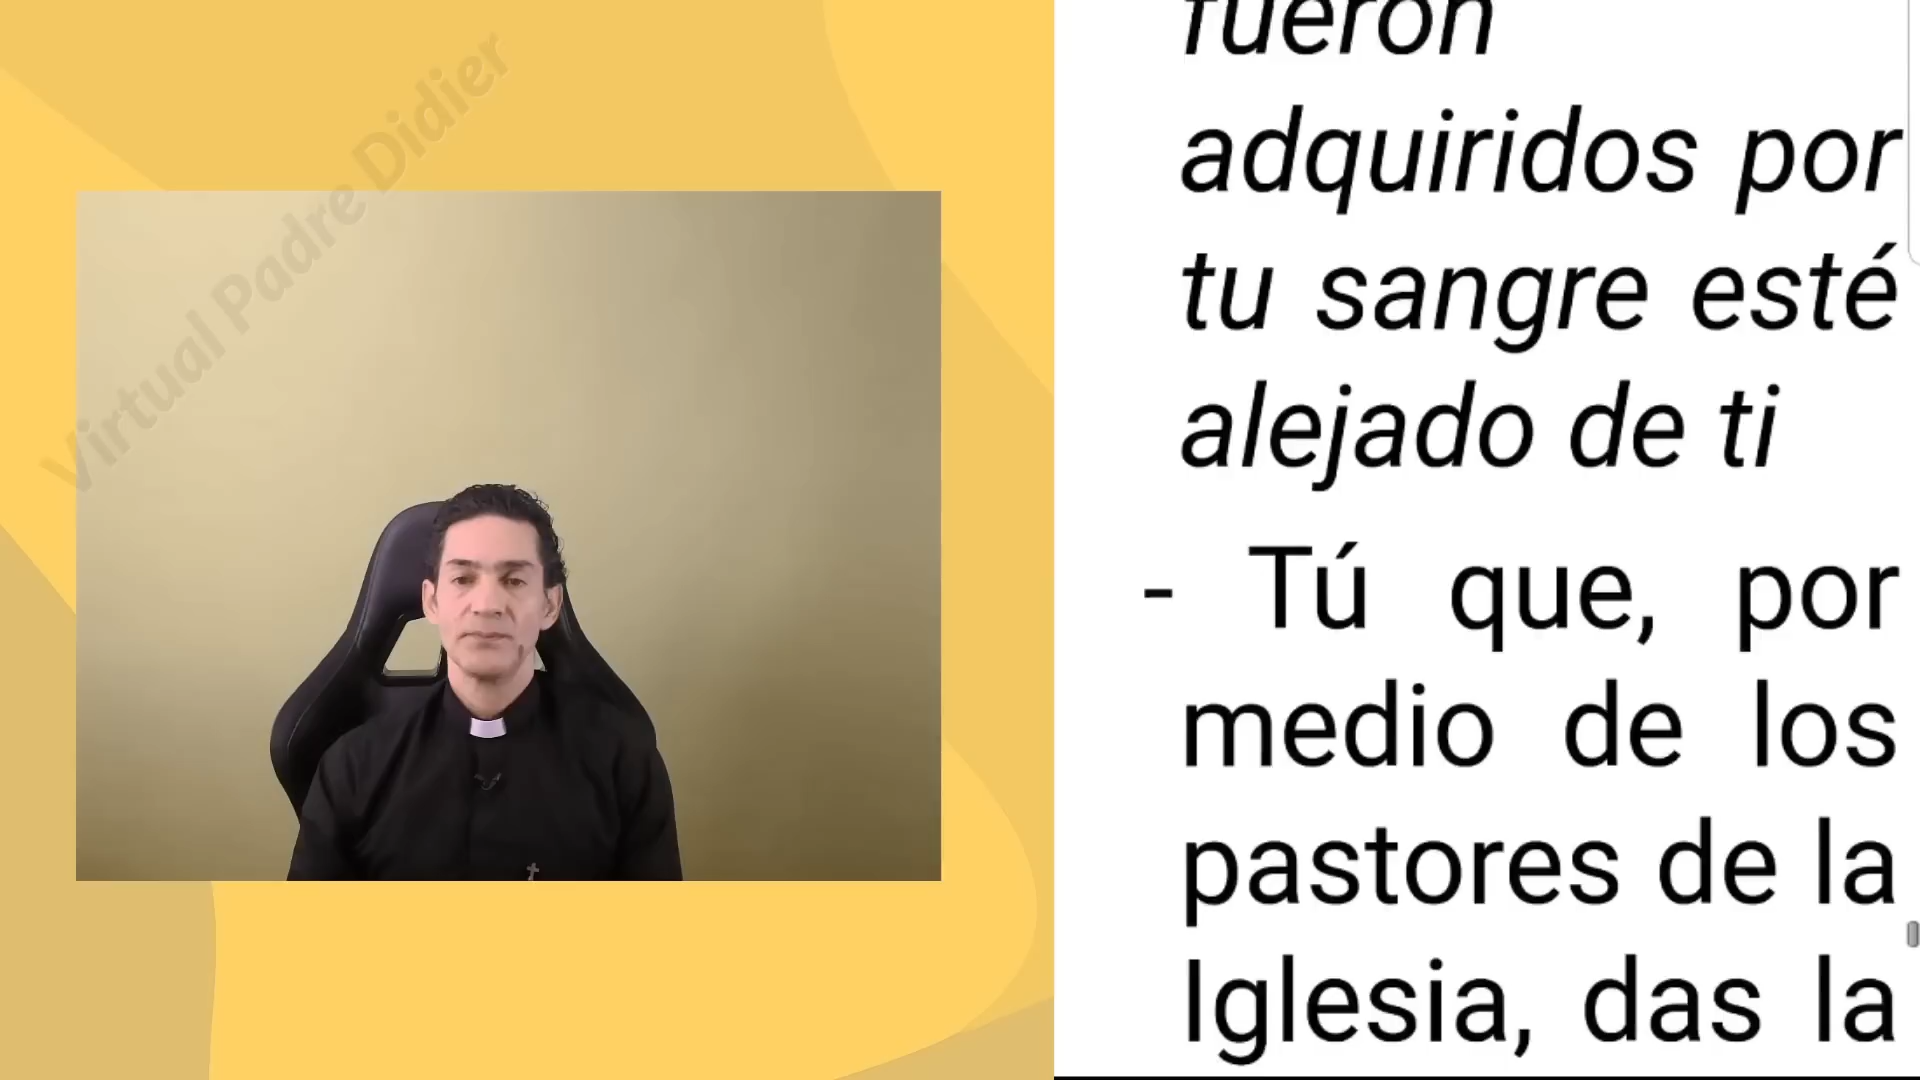 Virtual Padre Didier
fueron
adquiridos por
tu sangre esté
alejado de ti
- Tú que, por
medio de los
pastores de la
Iglesia, das la